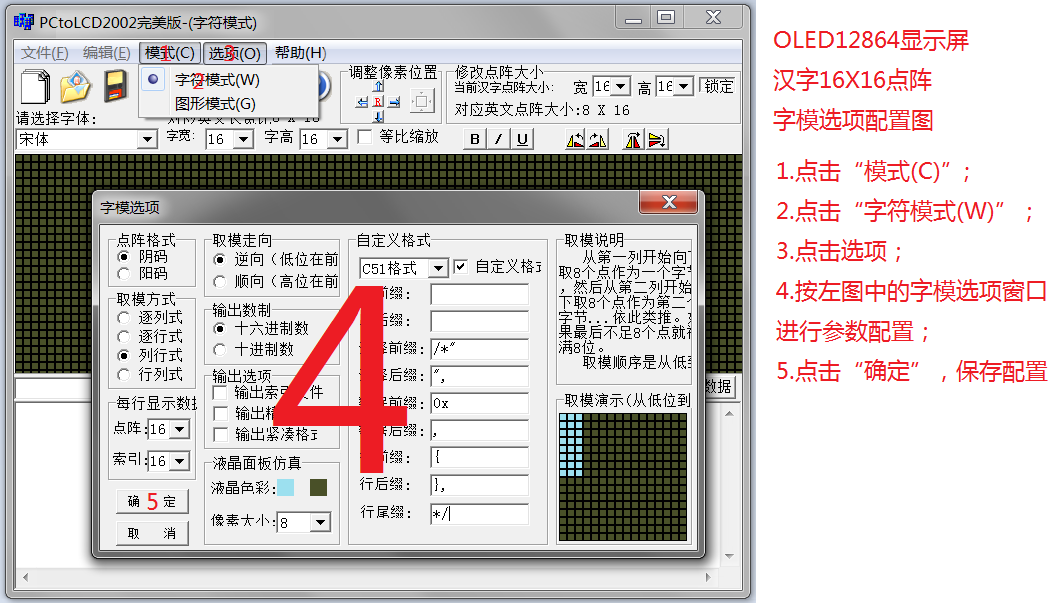 PCtoLCD2002完美版-(字符模式)
文件(F) 编辑(E) 模式(C) 选项(O) 帮助(H)
1 3
字符模式(W)
2
图形模式(G)
调整像素位置
修改点阵大小
当前汉字点阵大小: 宽 16 高 16 锁定
对应英文点阵大小:8 X 16
请选择字体:
宋体 字宽: 16 字高 16 等比缩放 B I U
字模选项
点阵格式
阴码
阳码
取模方式
逐列式
逐行式
列行式
行列式
每行显示数据
点阵: 16
索引: 16
确 5 定
取 消
取模走向
逆向(低位在前
顺向(高位在前
输出数制
十六进制数
十进制数
输出选项
输出索引文件
输出精
输出紧凑格式
液晶面板仿真
液晶色彩:
像素大小: 8
自定义格式
C51格式 自定义格式
前缀:
后缀:
前缀: /*"
后缀: ",
前缀: 0x
后缀: ,
前缀: {
行后缀: },
行尾缀: */
4
取模说明
从第一列开始向下
取8个点作为一个字节
,然后从第二列开始
下取8个点作为第二个
字节...依此类推。如
果最后不足8个点就补
满8位。
取模顺序是从低到
取模演示(从低位到
数据
OLED12864显示屏
汉字16X16点阵
字模选项配置图
1.点击“模式(C)”;
2.点击“字符模式(W)” ;
3.点击选项;
4.按左图中的字模选项窗口
进行参数配置;
5.点击“确定”,保存配置